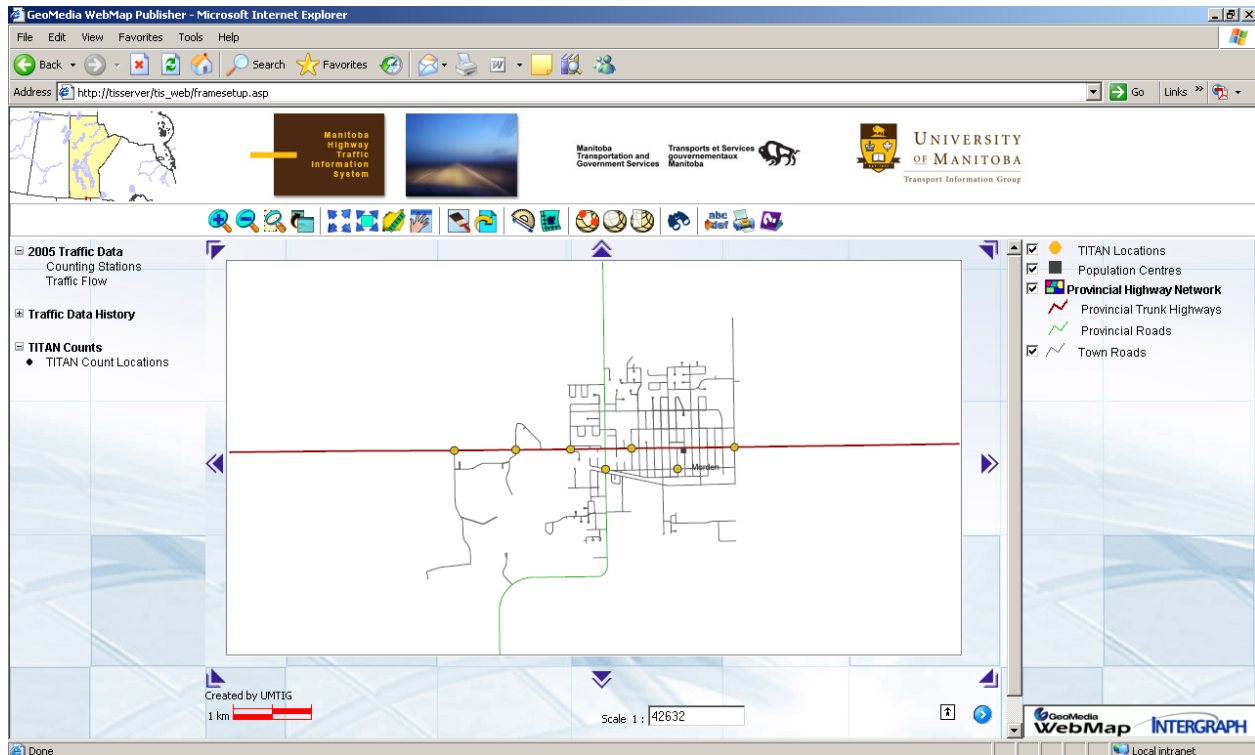 GeoMedia WebMap Publisher - Microsoft Internet Explorer
File Edit View Favorites Tools Help
Back Search Favorites
Address http://tisserver/tis_web/framesetup.asp Go Links »
Manitoba
Highway
Traffic
Information
System
Manitoba
Transportation and
Government Services
Transports et Services
gouvernementaux
Manitoba
UNIVERSITY
OF MANITOBA
Transport Information Group
abc
def
2005 Traffic Data
Counting Stations
Traffic Flow
Traffic Data History
TITAN Counts
TITAN Count Locations
Morden
TITAN Locations
Population Centres
Provincial Highway Network
Provincial Trunk Highways
Provincial Roads
Town Roads
Created by UMTIG
1 km
Scale 1 : 42632
GeoMedia
WebMap INTERGRAPH
Done Local intranet